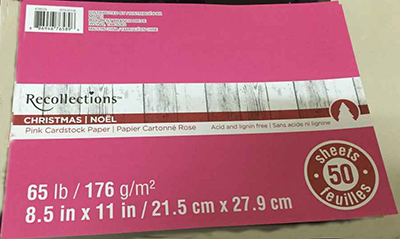 Recollections™
CHRISTMAS | NOËL
Pink Cardstock Paper | Papier Cartonné Rose
Acid and lignin free | Sans acide ni lignine
65 lb / 176 g/m²
8.5 in x 11 in / 21.5 cm x 27.9 cm
sheets
50
feuilles